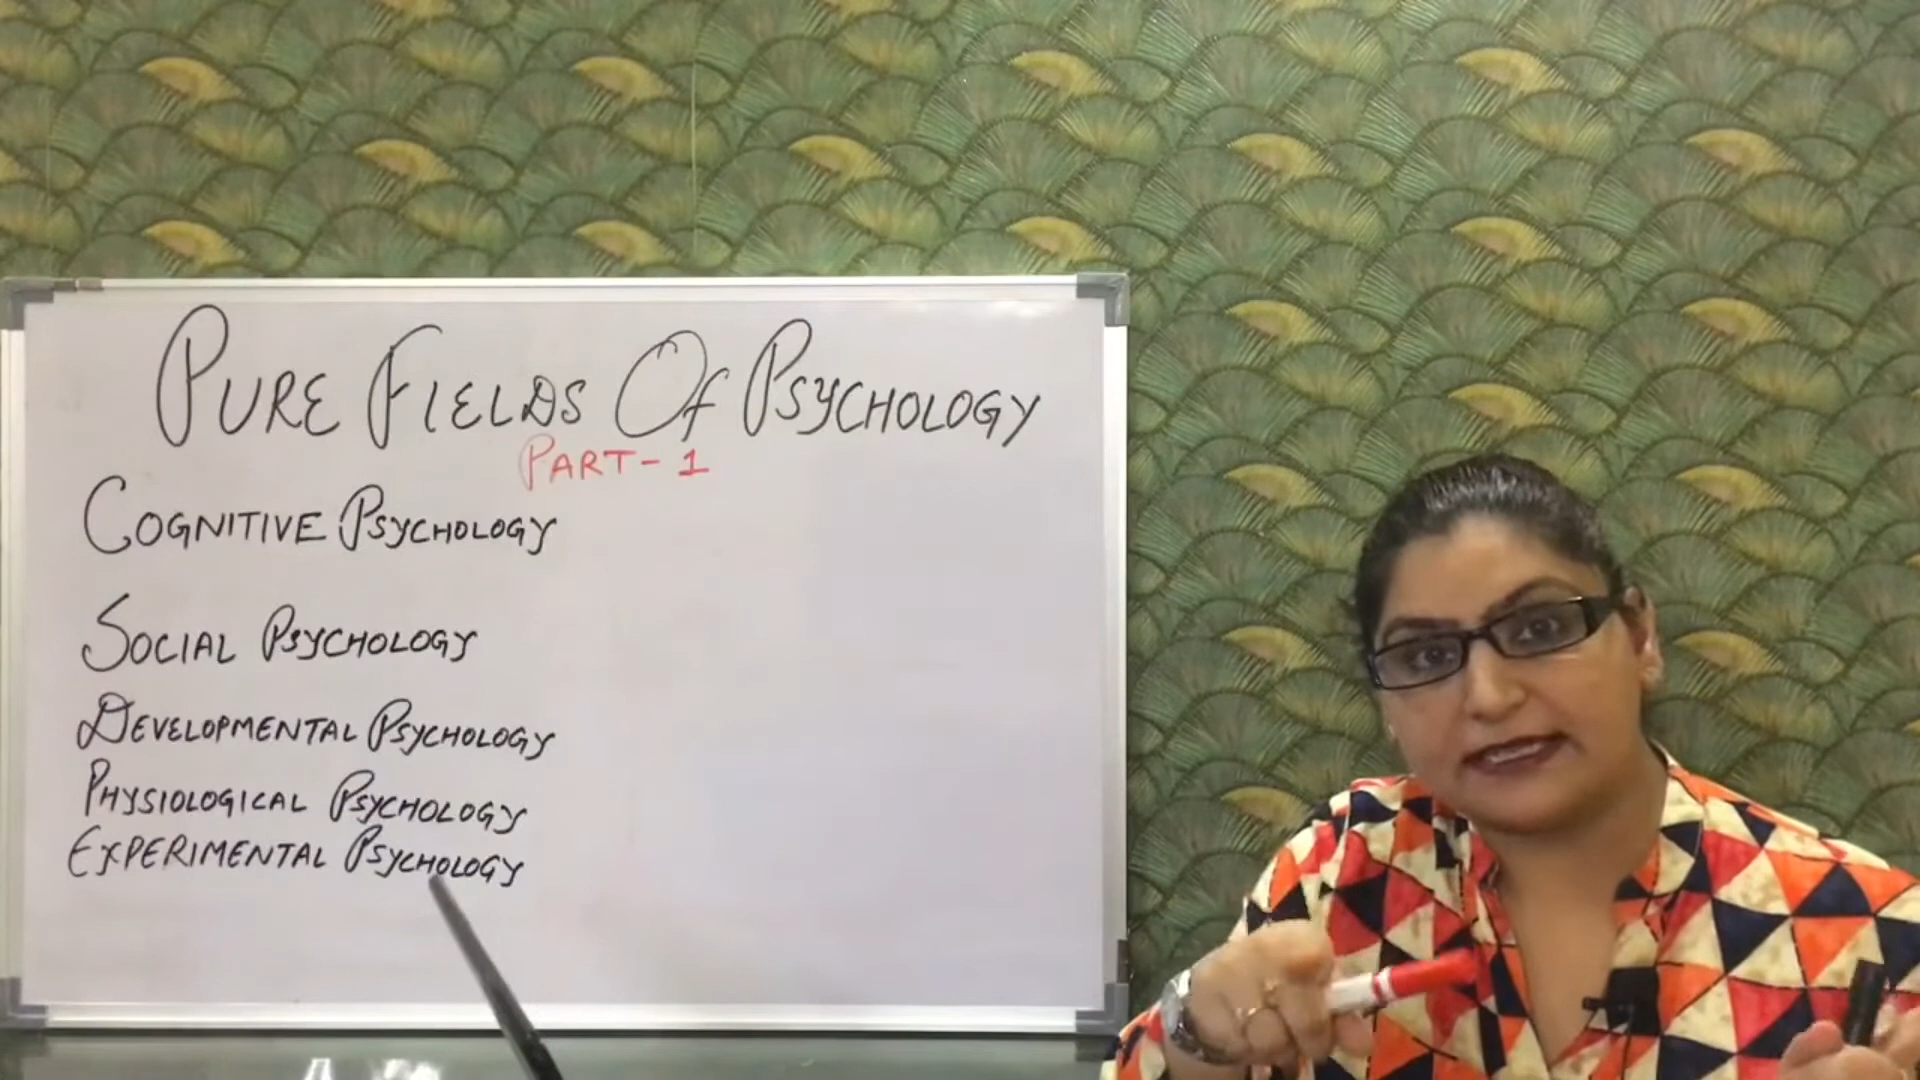 PURE FIELDS OF PSYCHOLOGY
PART-1
COGNITIVE PSYCHOLOGY
SOCIAL PSYCHOLOGY
DEVELOPMENTAL PSYCHOLOGY
PHYSIOLOGICAL PSYCHOLOGY
EXPERIMENTAL PSYCHOLOGY